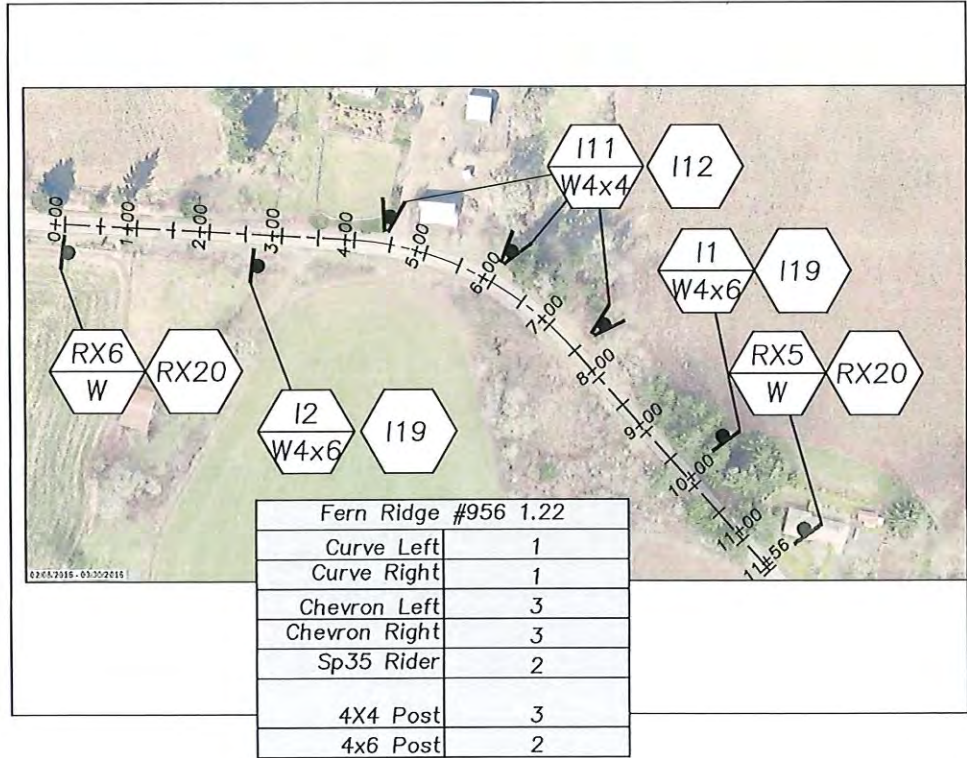 I11
W4x4
I12
0+00
1+00
2+00
3+00
4+00
5+00
6+00
7+00
8+00
9+00
10+00
11+00
11+56
I1
W4x6
I19
RX6
W
RX20
RX5
W
RX20
I2
W4x6
I19
Fern Ridge #956 1.22
Curve Left 1
Curve Right 1
Chevron Left 3
Chevron Right 3
Sp35 Rider 2
4X4 Post 3
4x6 Post 2